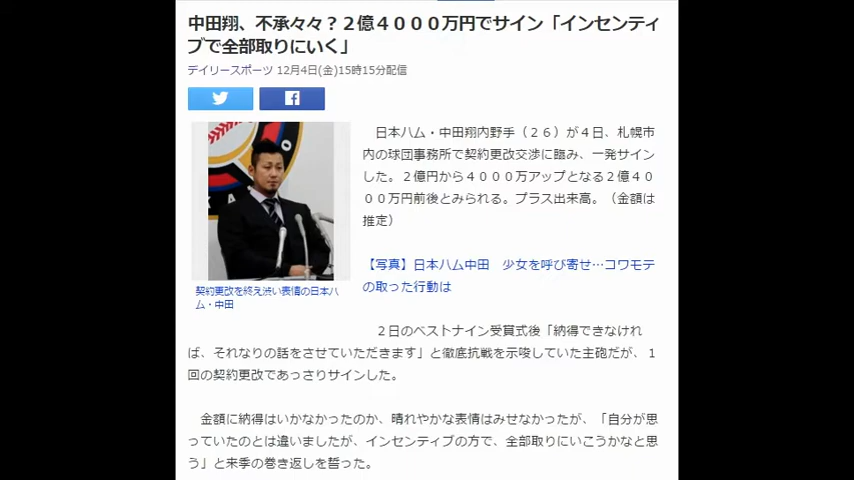 中田翔、不承々々？２億４０００万円でサイン「インセンティ
ブで全部取りにいく」
デイリースポーツ 12月4日(金)15時15分配信
日本ハム・中田翔内野手（２６）が４日、札幌市
内の球団事務所で契約更改交渉に臨み、一発サイン
した。２億円から４０００万アップとなる２億４０
００万円前後とみられる。プラス出来高。（金額は
推定）
【写真】日本ハム中田　少女を呼び寄せ…コワモテ
の取った行動は
契約更改を終え渋い表情の日本ハ
ム・中田
２日のベストナイン受賞式後「納得できなけれ
ば、それなりの話をさせていただきます」と徹底抗戦を示唆していた主砲だが、１
回の契約更改であっさりサインした。
金額に納得はいかなかったのか、晴れやかな表情はみせなかったが、「自分が思
っていたのとは違いましたが、インセンティブの方で、全部取りにいこうかなと思
う」と来季の巻き返しを誓った。